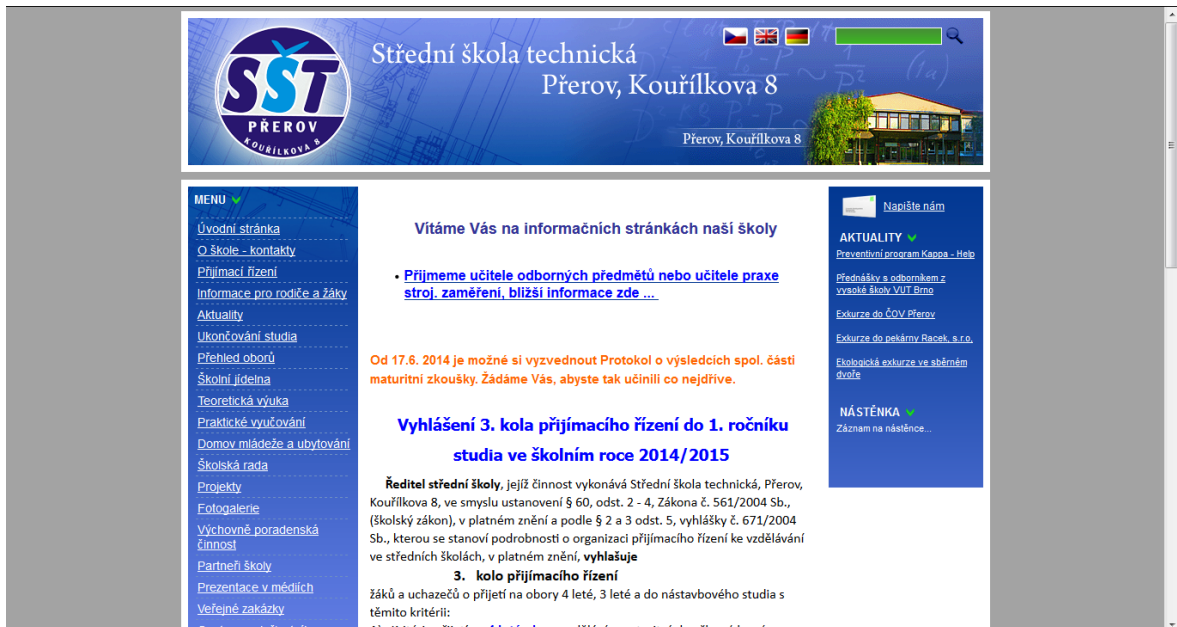 SŠT
PŘEROV
KOUŘILKOVA 8
Střední škola technická
Přerov, Kouřílkova 8
Přerov, Kouřílkova 8
MENU
Úvodní stránka
O škole - kontakty
Přijímací řízení
Informace pro rodiče a žáky
Aktuality
Ukončování studia
Přehled oborů
Školní jídelna
Teoretická výuka
Praktické vyučování
Domov mládeže a ubytování
Školská rada
Projekty
Fotogalerie
Výchovně poradenská
činnost
Partneři školy
Prezentace v médiích
Veřejné zakázky
Vítáme Vás na informačních stránkách naší školy
• Přijmeme učitele odborných předmětů nebo učitele praxe
stroj. zaměření, bližší informace zde ...
Od 17.6. 2014 je možné si vyzvednout Protokol o výsledcích spol. části
maturitní zkoušky. Žádáme Vás, abyste tak učinili co nejdříve.
Vyhlášení 3. kola přijímacího řízení do 1. ročníku
studia ve školním roce 2014/2015
Ředitel střední školy, jejíž činnost vykonává Střední škola technická, Přerov,
Kouřílkova 8, ve smyslu ustanovení § 60, odst. 2 - 4, Zákona č. 561/2004 Sb.,
(školský zákon), v platném znění a podle § 2 a 3 odst. 5, vyhlášky č. 671/2004
Sb., kterou se stanoví podrobnosti o organizaci přijímacího řízení ke vzdělávání
ve středních školách, v platném znění, vyhlašuje
3. kolo přijímacího řízení
žáků a uchazečů o přijetí na obory 4 leté, 3 leté a do nástavbového studia s
těmito kritérii:
Napište nám
AKTUALITY
Preventivní program Kappa - Help
Přednášky s odborníkem z
vysoké školy VUT Brno
Exkurze do ČOV Přerov
Exkurze do pekárny Racek, s.r.o.
Ekologická exkurze ve sběrném
dvoře
NÁSTĚNKA
Záznam na nástěnce...